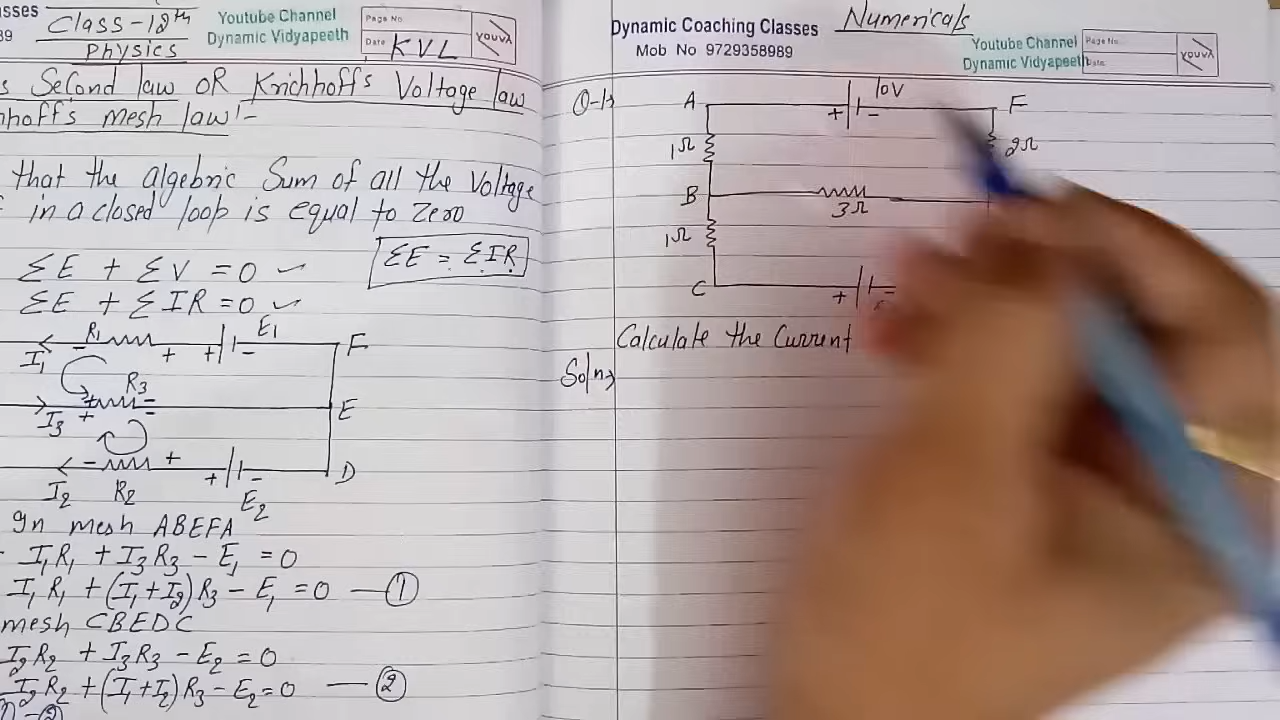 sses
89
Class-12th
Physics
Youtube Channel
Dynamic Vidyapeeth
Page No
Date KVL
YOUVA
s Second law OR Krichhoff's Voltage law
hhoff's mesh law:-
that the algebric Sum of all the Voltage
in a closed loop is equal to Zero
ΣE + ΣV = 0
ΣE = ΣIR
ΣE + ΣIR = 0
R1 + + E1 - F
I1
R3
+ - E
I3
- + + - D
I2 R2 E2
In mesh ABEFA
- I1R1 + I3R3 - E1 = 0
I1R1 + (I1+I2)R3 - E1 = 0 — ①
mesh CBEDC
I2R2 + I3R3 - E2 = 0
I2R2 + (I1+I2)R3 - E2 = 0 — ②
Dynamic Coaching Classes
Mob No 9729358989
Numericals
Youtube Channel
Dynamic Vidyapeeth
Page No
Date
YOUVA
Q-1
A + - 10V F
1Ω 2Ω
B 3Ω
1Ω
C +
Calculate the Current
Soln